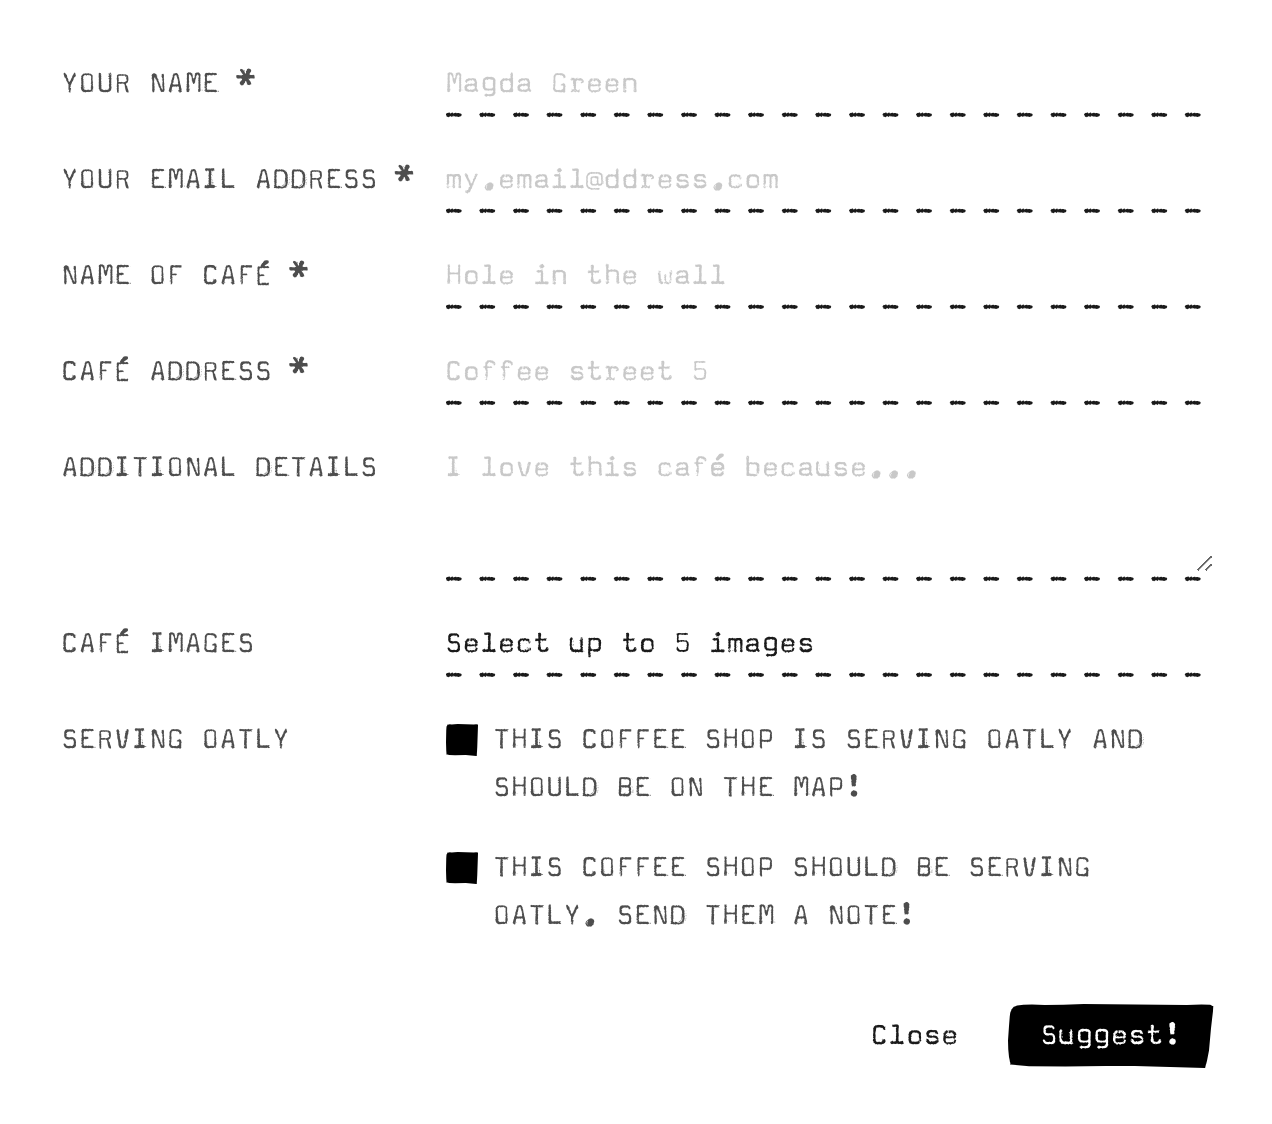 YOUR NAME * Magda Green
YOUR EMAIL ADDRESS * my.email@ddress.com
NAME OF CAFÉ * Hole in the wall
CAFÉ ADDRESS * Coffee street 5
ADDITIONAL DETAILS I love this café because...
CAFÉ IMAGES Select up to 5 images
SERVING OATLY THIS COFFEE SHOP IS SERVING OATLY AND
SHOULD BE ON THE MAP!
THIS COFFEE SHOP SHOULD BE SERVING
OATLY. SEND THEM A NOTE!
Close Suggest!